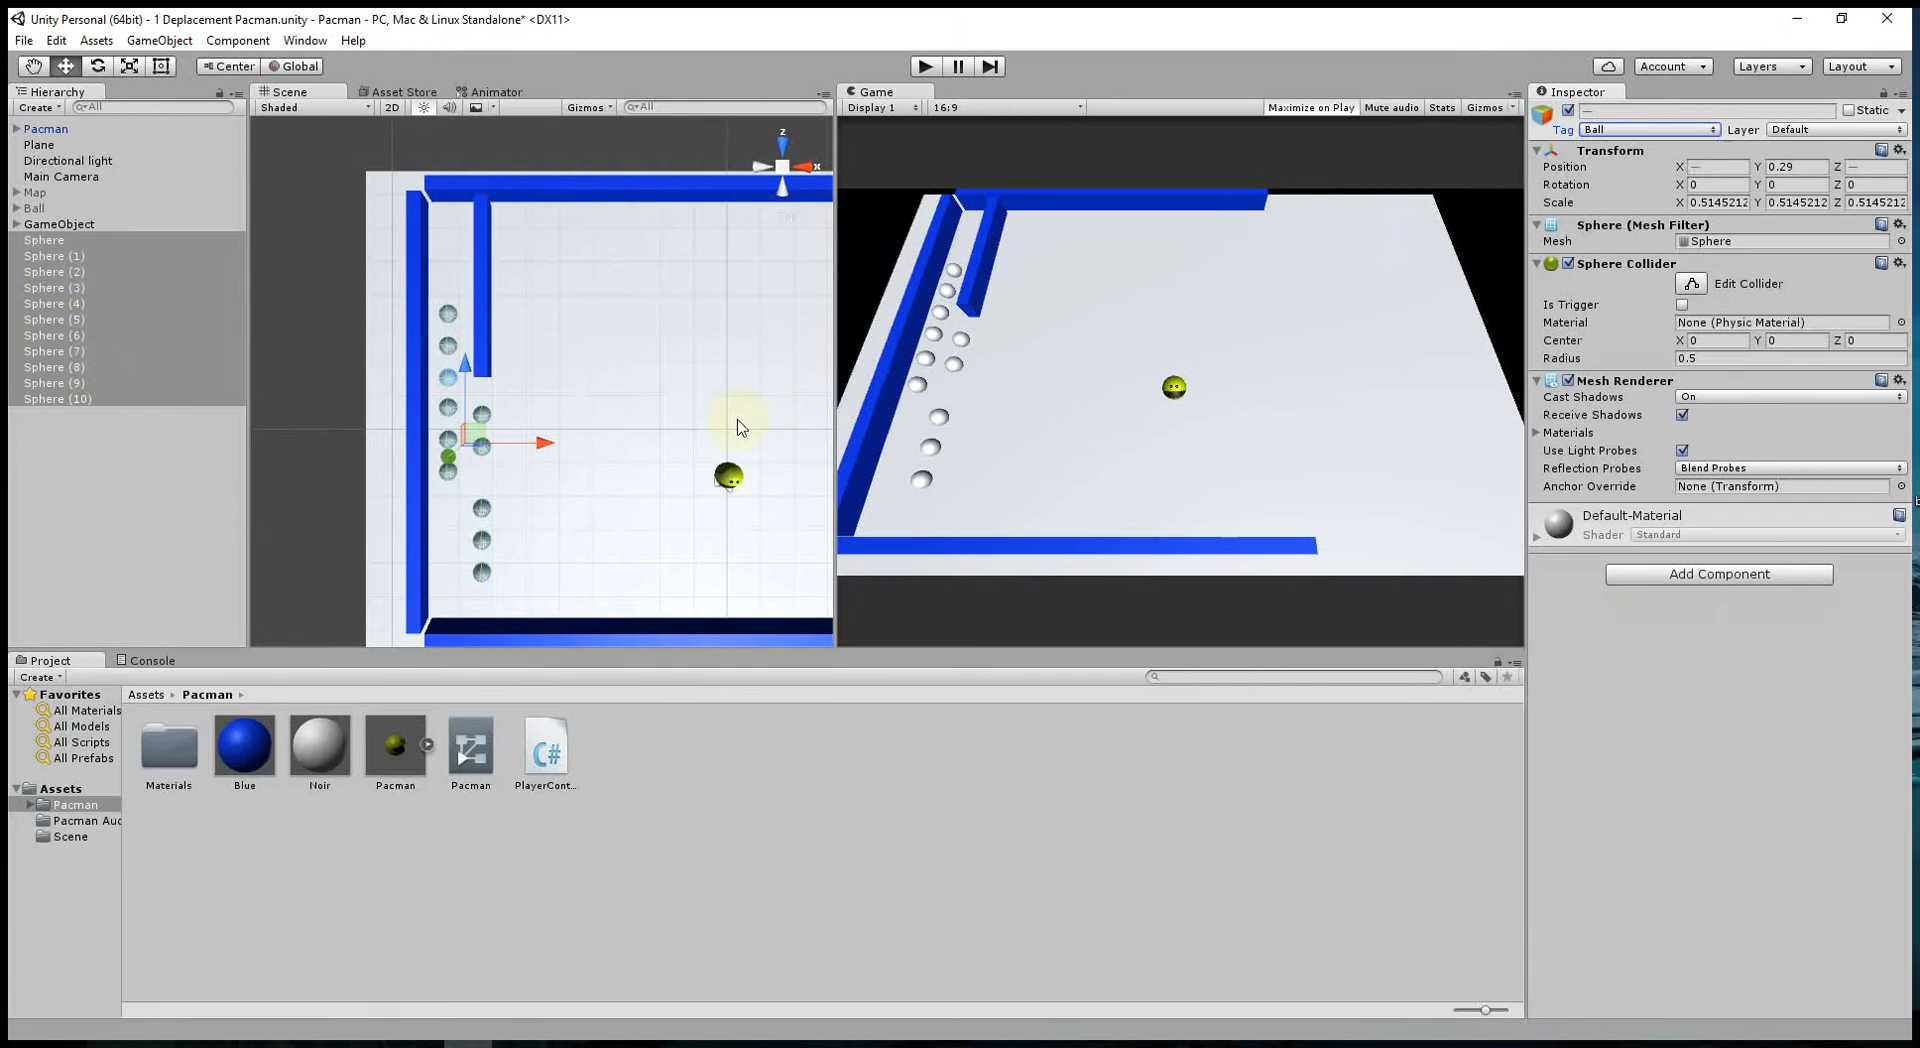 Unity Personal (64bit) - 1 Deplacement Pacman.unity - Pacman - PC, Mac & Linux Standalone* <DX11>
File Edit Assets GameObject Component Window Help
Center Global
Account Layers Layout
Hierarchy
Create All
Pacman
Plane
Directional light
Main Camera
Map
Ball
GameObject
Sphere
Sphere (1)
Sphere (2)
Sphere (3)
Sphere (4)
Sphere (5)
Sphere (6)
Sphere (7)
Sphere (8)
Sphere (9)
Sphere (10)
Scene Asset Store Animator
Shaded 2D Gizmos All
z
x
Game
Display 1 16:9 Maximize on Play Mute audio Stats Gizmos
Inspector
— Static
Tag Ball Layer Default
Transform
Position X — Y 0.29 Z —
Rotation X 0 Y 0 Z 0
Scale X 0.5145212 Y 0.5145212 Z 0.5145212
Sphere (Mesh Filter)
Mesh Sphere
Sphere Collider
Edit Collider
Is Trigger
Material None (Physic Material)
Center X 0 Y 0 Z 0
Radius 0.5
Mesh Renderer
Cast Shadows On
Receive Shadows
Materials
Use Light Probes
Reflection Probes Blend Probes
Anchor Override None (Transform)
Default-Material
Shader Standard
Add Component
Project Console
Create
Favorites
All Materials
All Models
All Scripts
All Prefabs
Assets
Pacman
Pacman Auc
Scene
Assets Pacman
Materials Blue Noir Pacman Pacman C# PlayerCont...